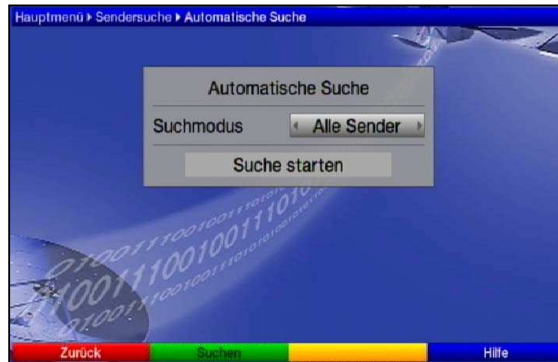 Hauptmenü ▸ Sendersuche ▸ Automatische Suche
Automatische Suche
Suchmodus Alle Sender
Suche starten
Zurück Suchen Hilfe